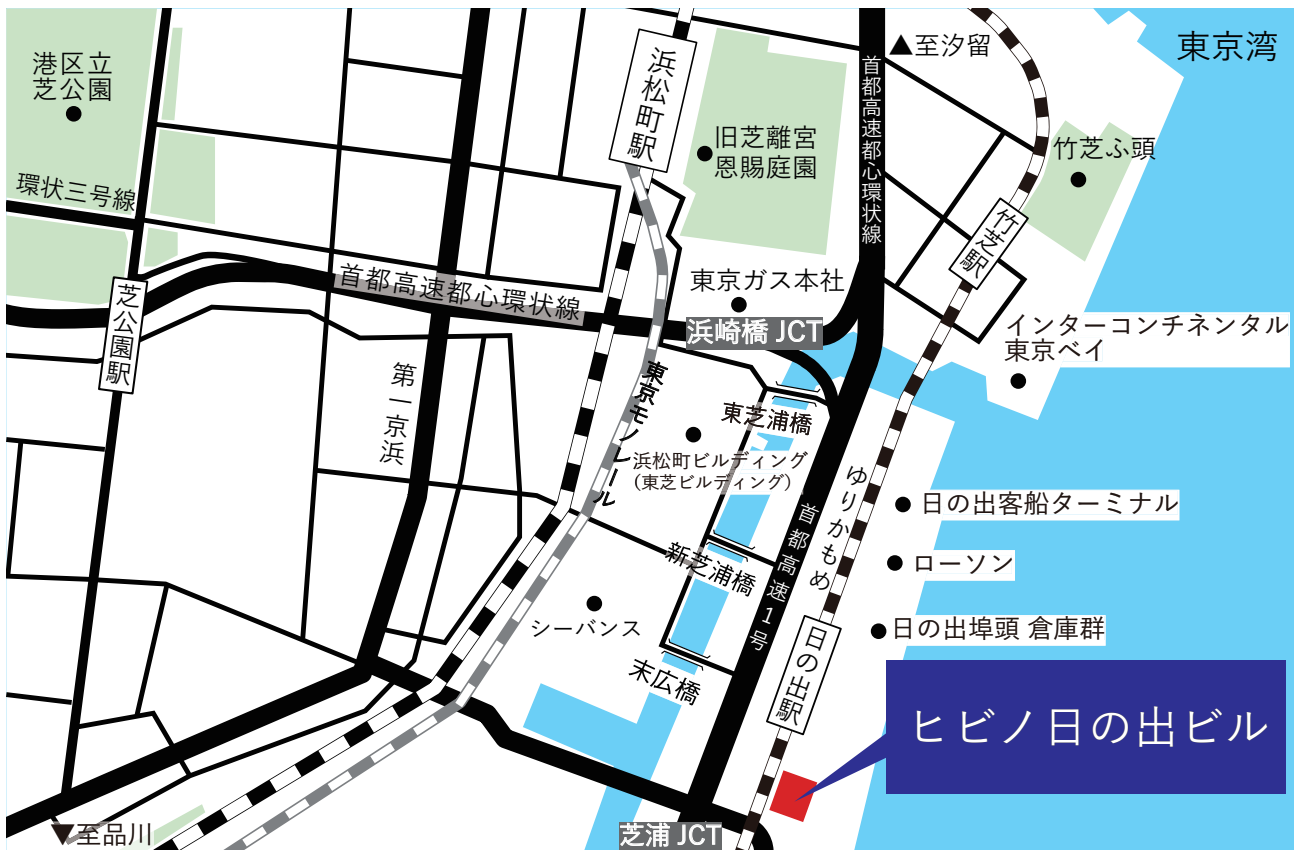 港区立
芝公園
浜松町駅
▲至汐留
東京湾
首都高速都心環状線
旧芝離宮
恩賜庭園
竹芝ふ頭
環状三号線
竹芝駅
首都高速都心環状線
東京ガス本社
浜崎橋 JCT
芝公園駅
インターコンチネンタル
東京ベイ
第一京浜
東京モノレール
東芝浦橋
浜松町ビルディング
(東芝ビルディング)
ゆりかもめ
首都高速1号
日の出客船ターミナル
新芝浦橋
ローソン
シーバンス
日の出埠頭 倉庫群
日の出駅
末広橋
ヒビノ日の出ビル
▼至品川
芝浦 JCT